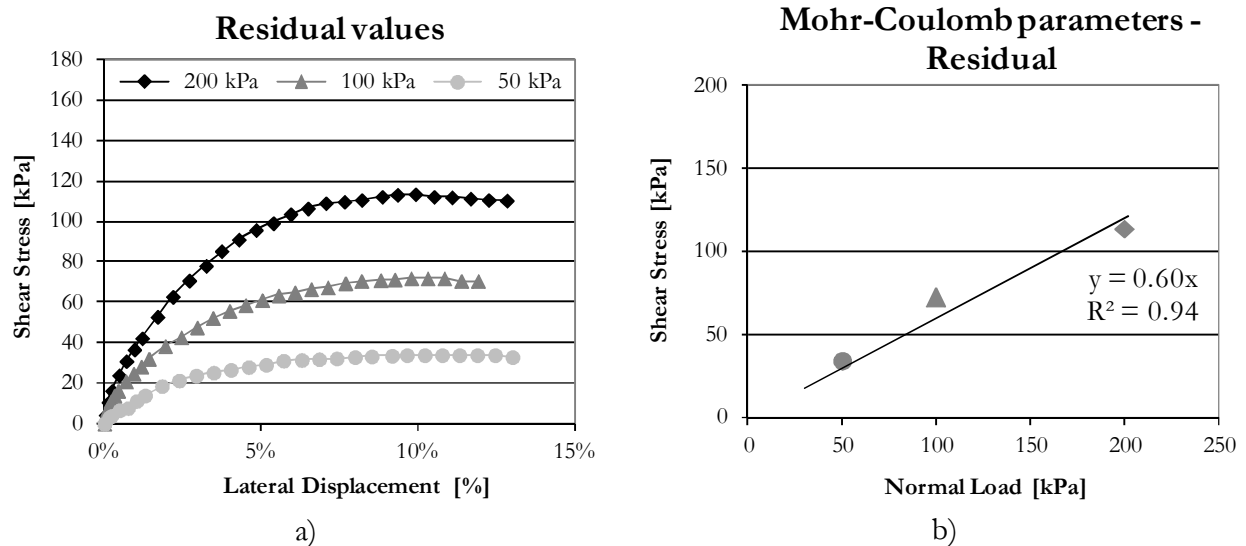 Residual values
180
160
140
120
100
80
60
40
20
0
200 kPa 100 kPa 50 kPa
0% 5% 10% 15%
Shear Stress [kPa]
Lateral Displacement [%]
a)
Mohr-Coulomb parameters -
Residual
200
150
100
50
0
y = 0.60x
R² = 0.94
0 50 100 150 200 250
Shear Stress [kPa]
Normal Load [kPa]
b)